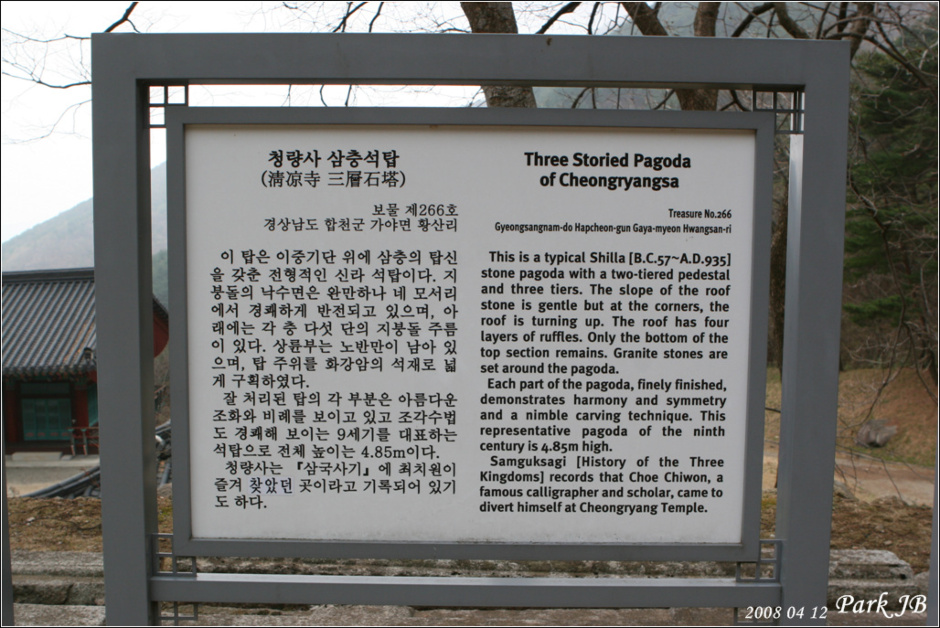 청량사 삼층석탑
(淸凉寺 三層石塔)
보물 제266호
경상남도 합천군 가야면 황산리
이 탑은 이중기단 위에 삼층의 탑신
을 갖춘 전형적인 신라 석탑이다. 지
붕돌의 낙수면은 완만하나 네 모서리
에서 경쾌하게 반전되고 있으며, 아
래에는 각 층 다섯 단의 지붕돌 주름
이 있다. 상륜부는 노반만이 남아 있
으며, 탑 주위를 화강암의 석재로 넓
게 구획하였다.
잘 처리된 탑의 각 부분은 아름다운
조화와 비례를 보이고 있고 조각수법
도 경쾌해 보이는 9세기를 대표하는
석탑으로 전체 높이는 4.85m이다.
청량사는 『삼국사기』에 최치원이
즐겨 찾았던 곳이라고 기록되어 있기
도 하다.
Three Storied Pagoda
of Cheongryangsa
Treasure No.266
Gyeongsangnam-do Hapcheon-gun Gaya-myeon Hwangsan-ri
This is a typical Shilla [B.C.57~A.D.935]
stone pagoda with a two-tiered pedestal
and three tiers. The slope of the roof
stone is gentle but at the corners, the
roof is turning up. The roof has four
layers of ruffles. Only the bottom of the
top section remains. Granite stones are
set around the pagoda.
Each part of the pagoda, finely finished,
demonstrates harmony and symmetry
and a nimble carving technique. This
representative pagoda of the ninth
century is 4.85m high.
Samguksagi [History of the Three
Kingdoms] records that Choe Chiwon, a
famous calligrapher and scholar, came to
divert himself at Cheongryang Temple.
2008 04 12 Park JB